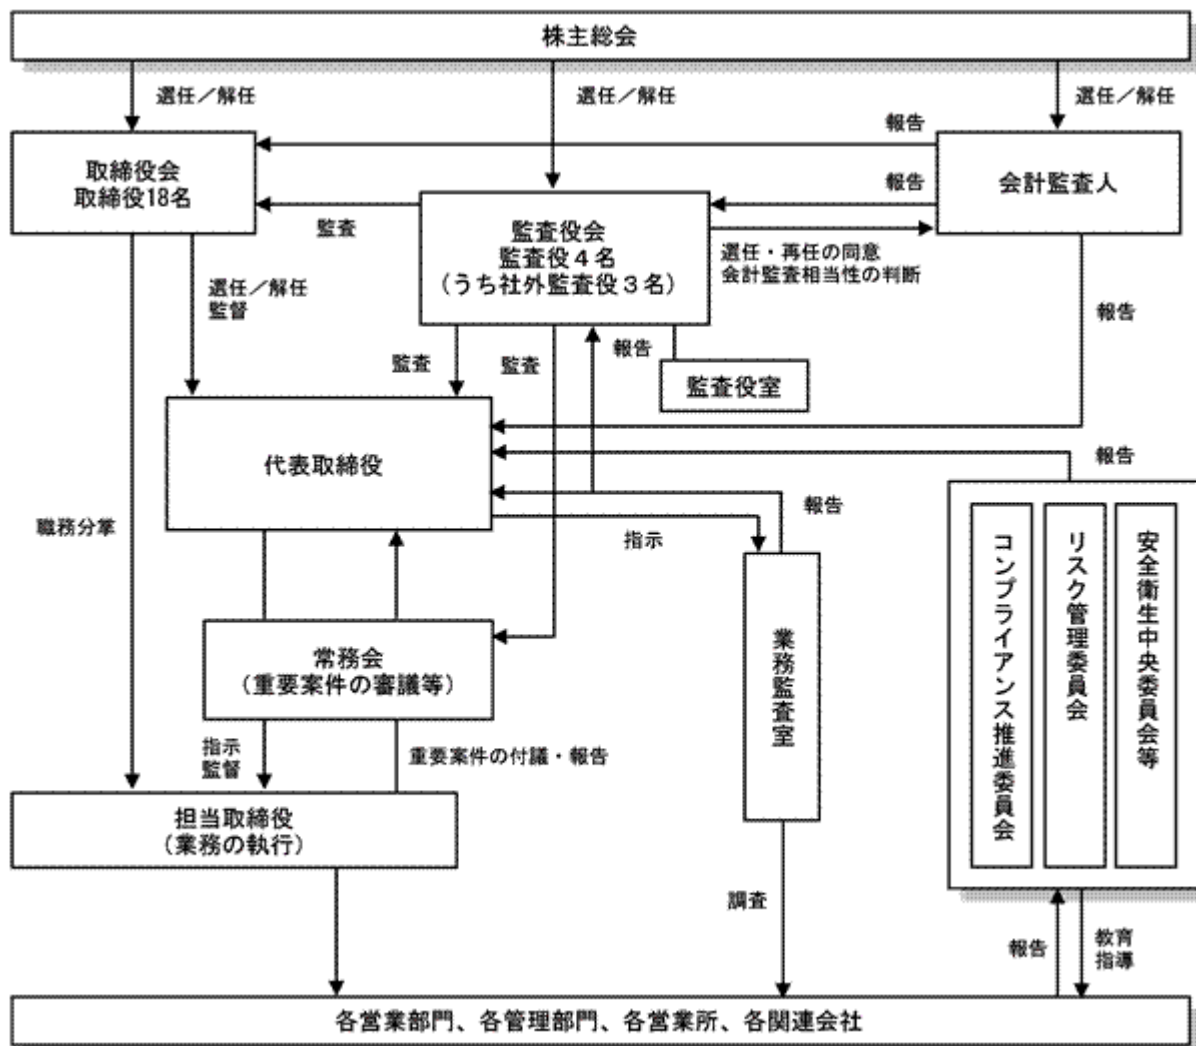 株主総会
選任／解任
選任／解任
選任／解任
報告
取締役会
取締役18名
報告
会計監査人
監査
監査役会
監査役４名
（うち社外監査役３名）
選任・再任の同意
会計監査相当性の判断
選任／解任
監督
報告
監査
監査
報告
監査役室
代表取締役
報告
報告
職務分掌
指示
コンプライアンス推進委員会
リスク管理委員会
安全衛生中央委員会等
常務会
（重要案件の審議等）
業務監査室
指示
監督
重要案件の付議・報告
担当取締役
（業務の執行）
調査
報告
教育
指導
各営業部門、各管理部門、各営業所、各関連会社